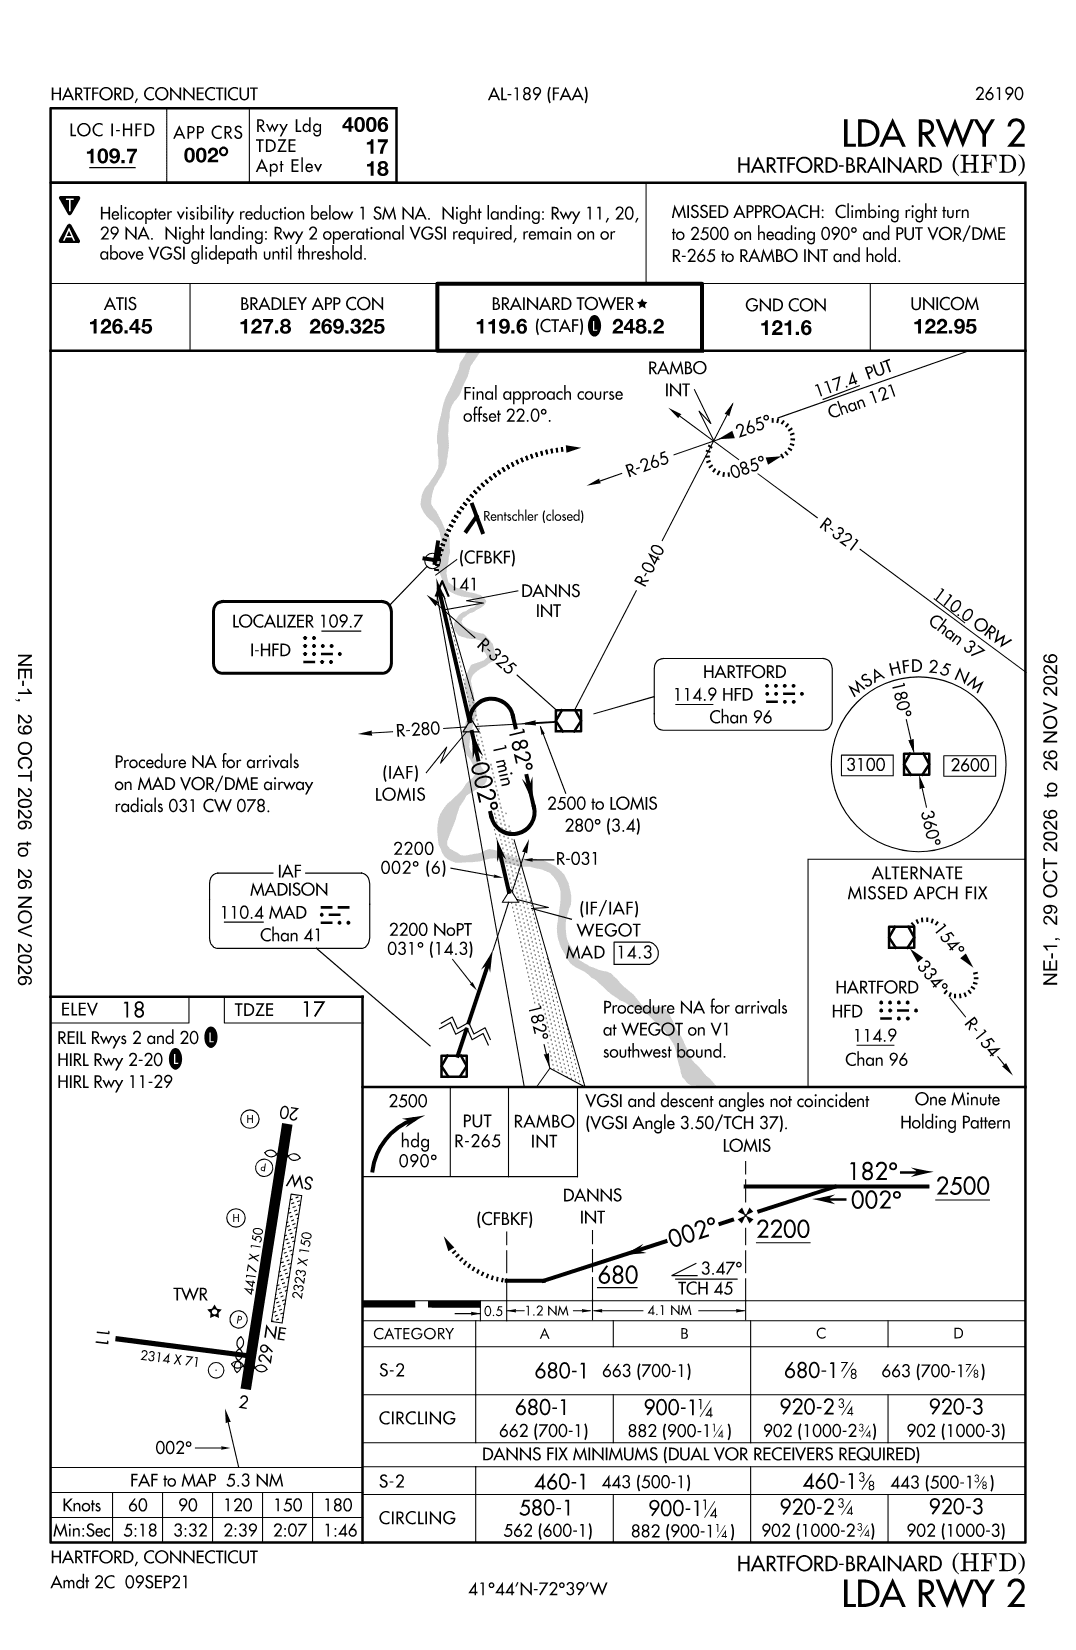 HARTFORD, CONNECTICUT
AL-189 (FAA)
26190
LOC I-HFD
109.7
APP CRS
002°
Rwy Ldg 4006
TDZE 17
Apt Elev 18
LDA RWY 2
HARTFORD-BRAINARD (HFD)
T
A
Helicopter visibility reduction below 1 SM NA. Night landing: Rwy 11, 20,
29 NA. Night landing: Rwy 2 operational VGSI required, remain on or
above VGSI glidepath until threshold.
MISSED APPROACH: Climbing right turn
to 2500 on heading 090° and PUT VOR/DME
R-265 to RAMBO INT and hold.
ATIS
126.45
BRADLEY APP CON
127.8 269.325
BRAINARD TOWER ★
119.6 (CTAF) L 248.2
GND CON
121.6
UNICOM
122.95
Final approach course
offset 22.0°.
RAMBO
INT
117.4 PUT
Chan 121
265°
085°
R-265
R-321
R-040
110.0 ORW
Chan 37
Rentschler (closed)
(CFBKF)
141
DANNS
INT
LOCALIZER 109.7
I-HFD
R-325
HARTFORD
114.9 HFD
Chan 96
R-280
(IAF)
LOMIS
182°
1 min
002°
2500 to LOMIS
280° (3.4)
Procedure NA for arrivals
on MAD VOR/DME airway
radials 031 CW 078.
MSA HFD 25 NM
180°
3100
2600
360°
2200
002° (6)
R-031
IAF
MADISON
110.4 MAD
Chan 41
2200 NoPT
031° (14.3)
(IF/IAF)
WEGOT
MAD 14.3
182°
Procedure NA for arrivals
at WEGOT on V1
southwest bound.
ALTERNATE
MISSED APCH FIX
154°
334°
HARTFORD
HFD
114.9
Chan 96
R-154
ELEV 18
TDZE 17
REIL Rwys 2 and 20 L
HIRL Rwy 2-20 L
HIRL Rwy 11-29
H
20
P
SW
H
4417 X 150
2323 X 150
TWR
P
NE
11
2314 X 71
029
2
002°
FAF to MAP 5.3 NM
Knots 60 90 120 150 180
Min:Sec 5:18 3:32 2:39 2:07 1:46
2500
hdg
090°
PUT
R-265
RAMBO
INT
VGSI and descent angles not coincident
(VGSI Angle 3.50/TCH 37).
One Minute
Holding Pattern
LOMIS
182°
002°
2500
DANNS
INT
(CFBKF)
002°
2200
680
3.47°
TCH 45
0.5
1.2 NM
4.1 NM
CATEGORY A B C D
S-2 680-1 663 (700-1) 680-1⅞ 663 (700-1⅞)
CIRCLING 680-1 900-1¼ 920-2¾ 920-3
662 (700-1) 882 (900-1¼) 902 (1000-2¾) 902 (1000-3)
DANNS FIX MINIMUMS (DUAL VOR RECEIVERS REQUIRED)
S-2 460-1 443 (500-1) 460-1⅜ 443 (500-1⅜)
CIRCLING 580-1 900-1¼ 920-2¾ 920-3
562 (600-1) 882 (900-1¼) 902 (1000-2¾) 902 (1000-3)
HARTFORD, CONNECTICUT
Amdt 2C 09SEP21
41°44'N-72°39'W
HARTFORD-BRAINARD (HFD)
LDA RWY 2
NE-1, 29 OCT 2026 to 26 NOV 2026
NE-1, 29 OCT 2026 to 26 NOV 2026